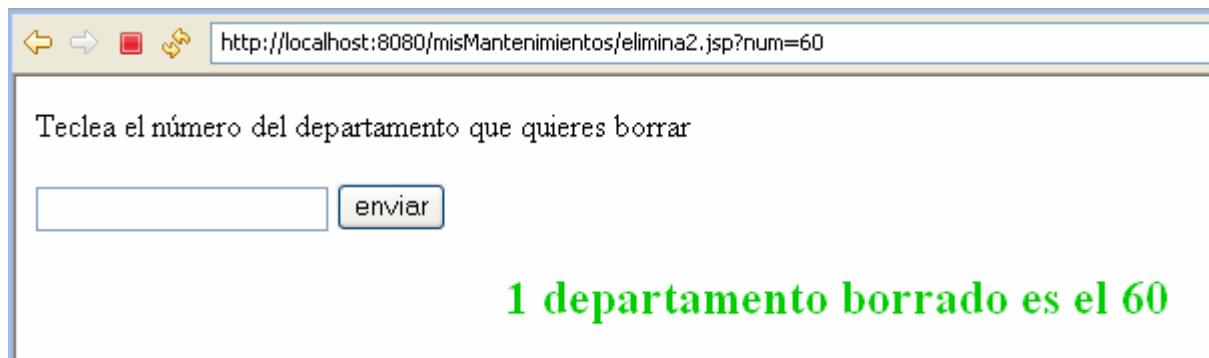 http://localhost:8080/misMantenimientos/elimina2.jsp?num=60
Teclea el número del departamento que quieres borrar
enviar
1 departamento borrado es el 60